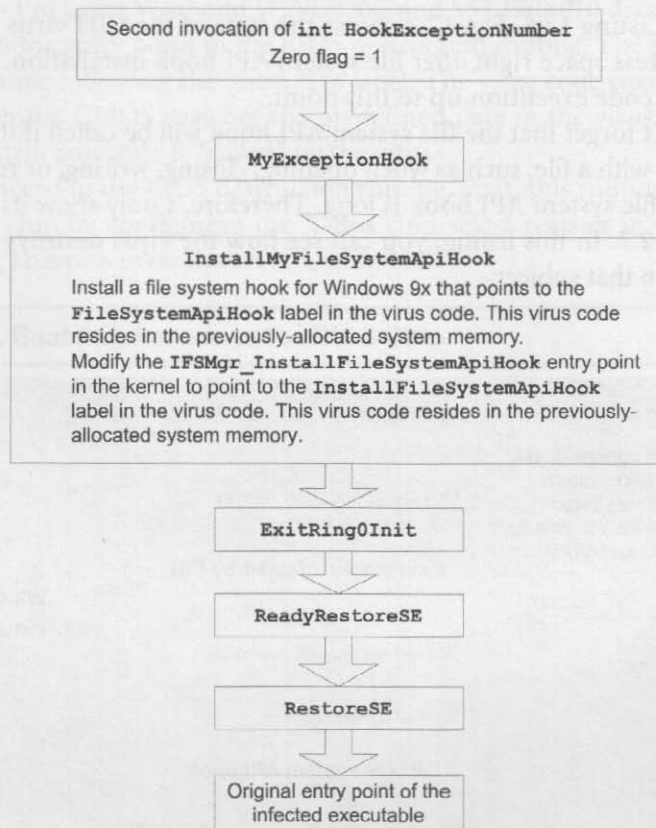 Second invocation of int HookExceptionNumber
Zero flag = 1
MyExceptionHook
InstallMyFileSystemApiHook
Install a file system hook for Windows 9x that points to the
FileSystemApiHook label in the virus code. This virus code
resides in the previously-allocated system memory.
Modify the IFSMgr_InstallFileSystemApiHook entry point
in the kernel to point to the InstallFileSystemApiHook
label in the virus code. This virus code resides in the previously-
allocated system memory.
ExitRing0Init
ReadyRestoreSE
RestoreSE
Original entry point of the
infected executable